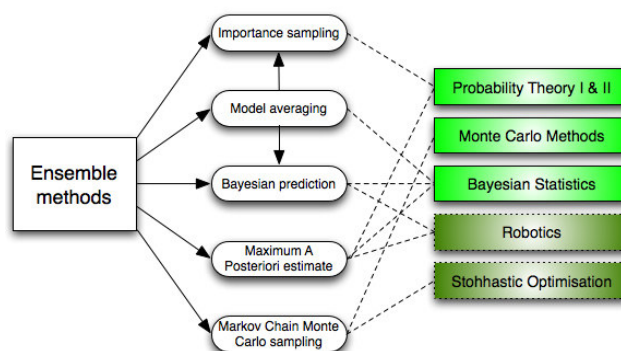 Ensemble
methods
Importance sampling
Model averaging
Bayesian prediction
Maximum A
Posteriori estimate
Markov Chain Monte
Carlo sampling
Probability Theory I & II
Monte Carlo Methods
Bayesian Statistics
Robotics
Stohhastic Optimisation